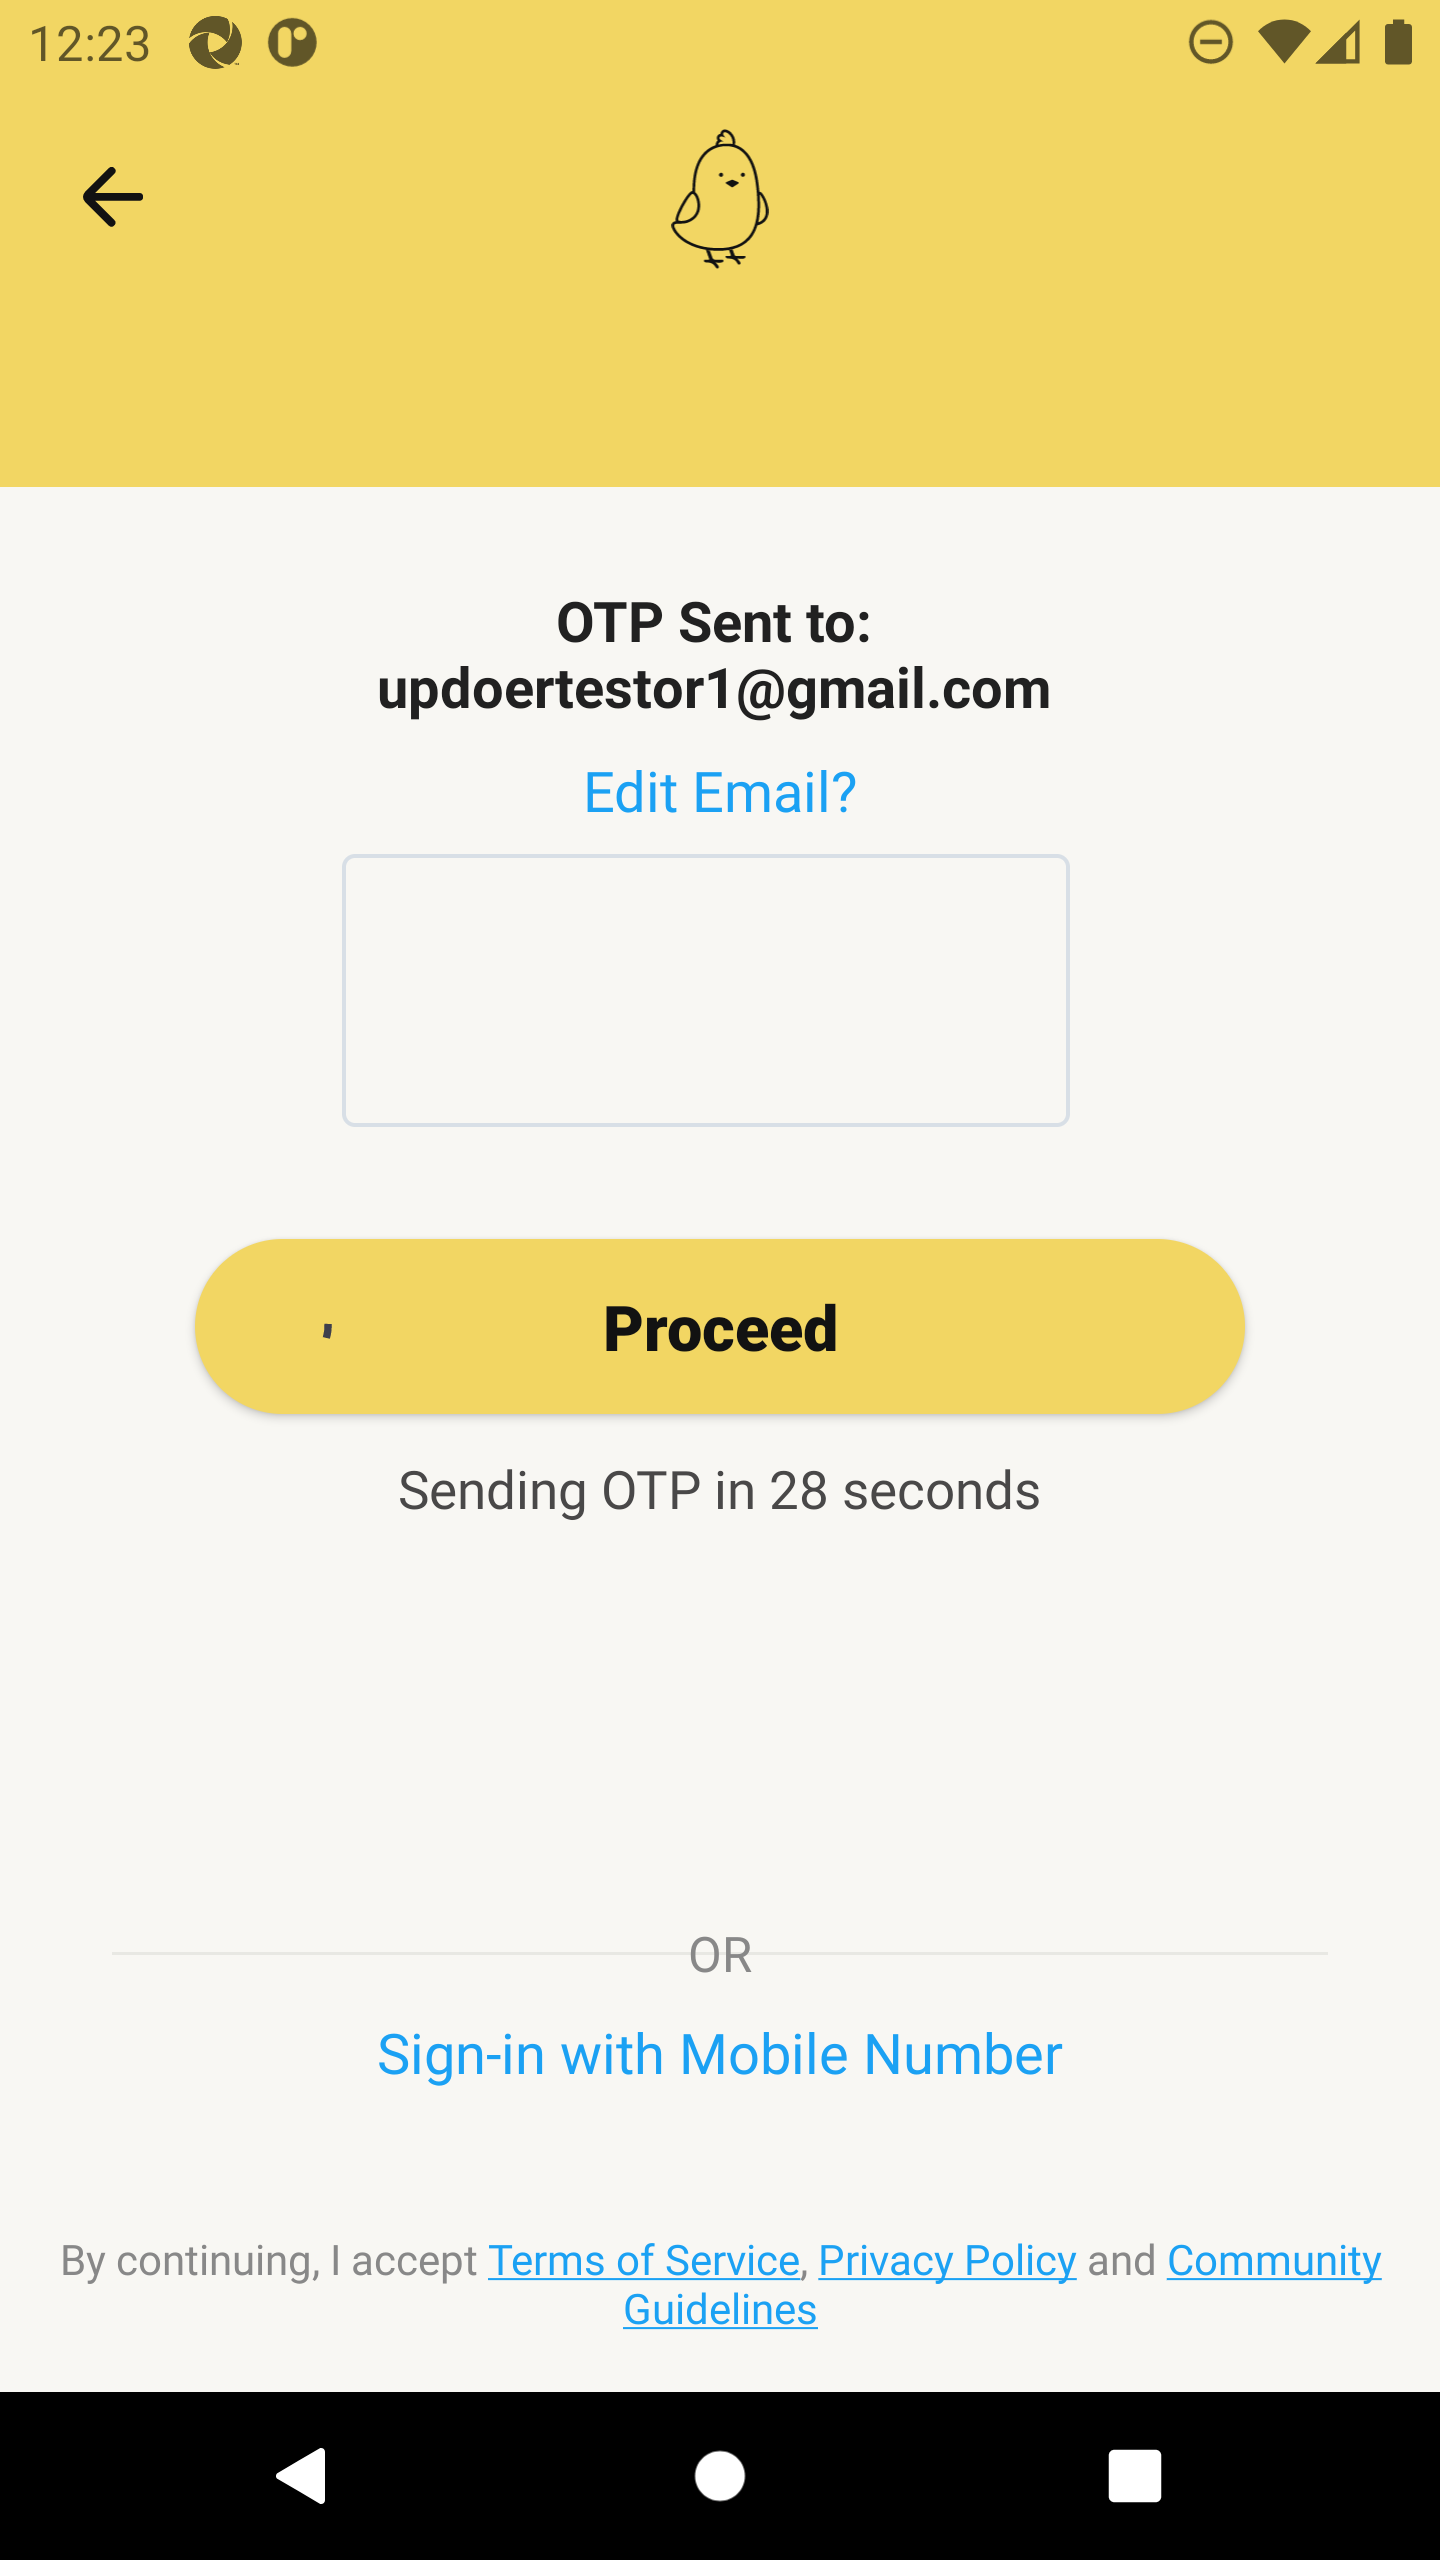 12:23
OTP Sent to:
updoertestor1@gmail.com
Edit Email?
Proceed
Sending OTP in 28 seconds
OR
Sign-in with Mobile Number
By continuing, I accept Terms of Service, Privacy Policy and Community
Guidelines